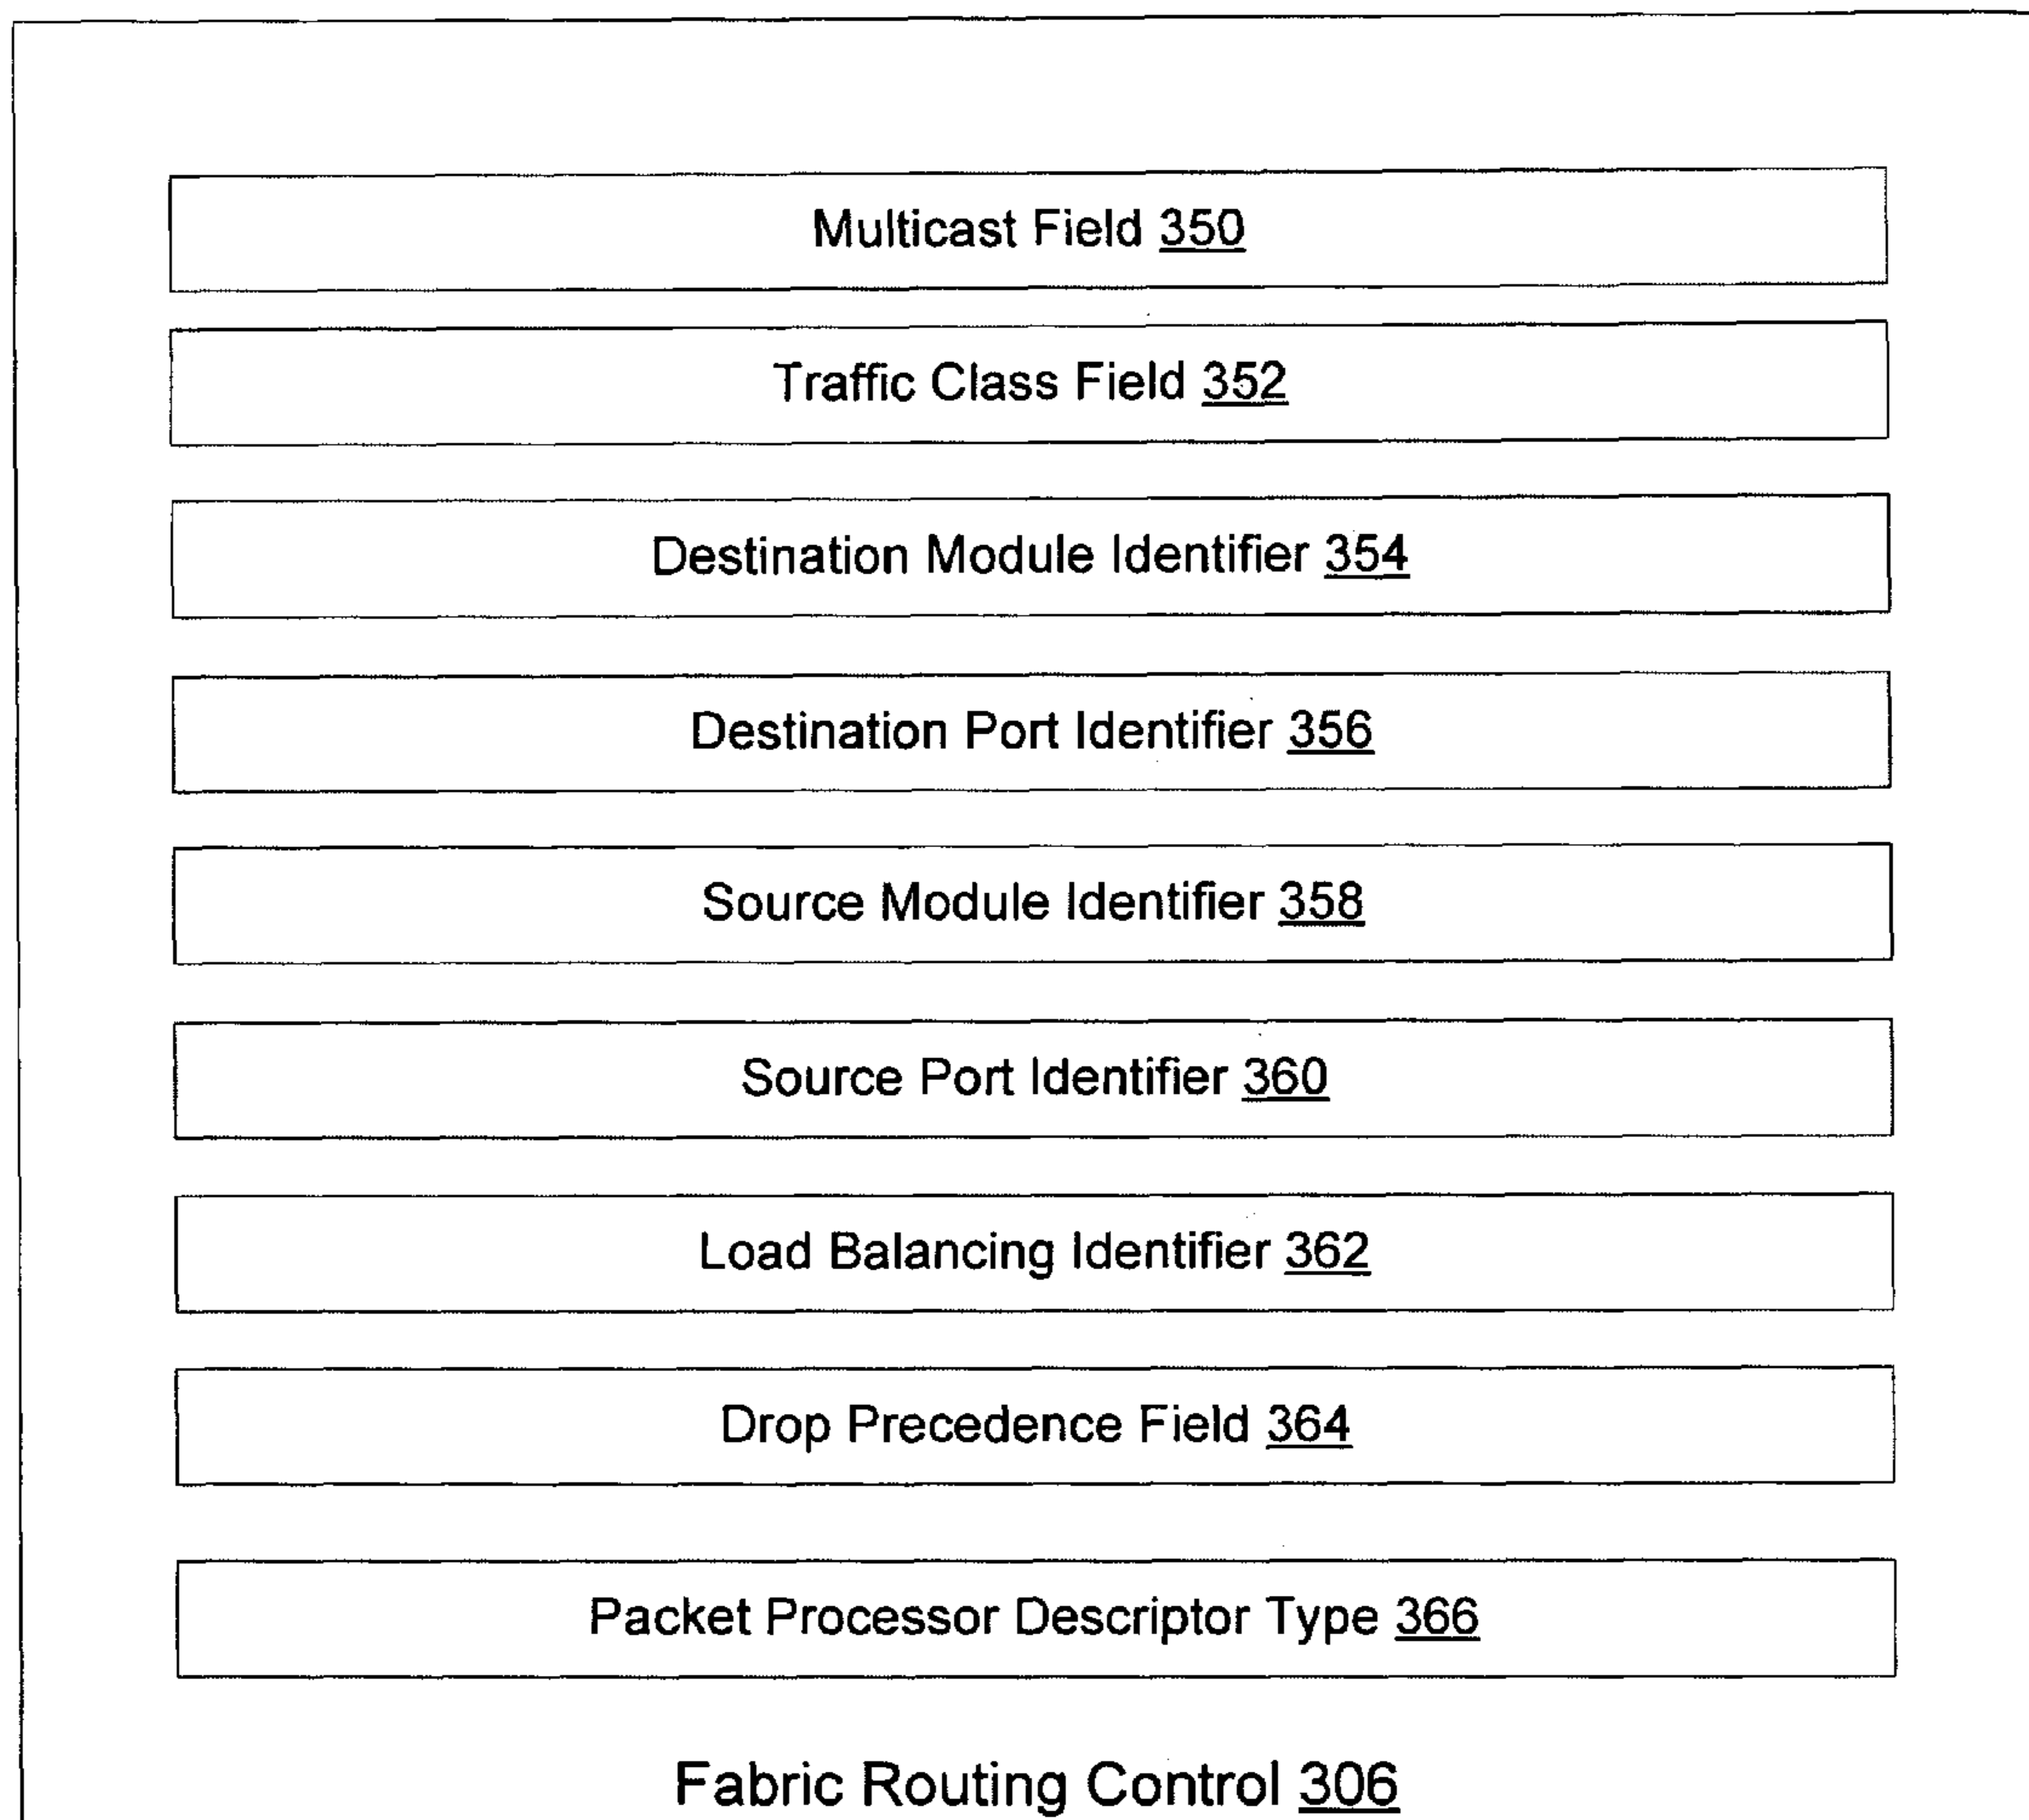 Multicast Field 350
Traffic Class Field 352
Destination Module Identifier 354
Destination Port Identifier 356
Source Module Identifier 358
Source Port Identifier 360
Load Balancing Identifier 362
Drop Precedence Field 364
Packet Processor Descriptor Type 366
Fabric Routing Control 306